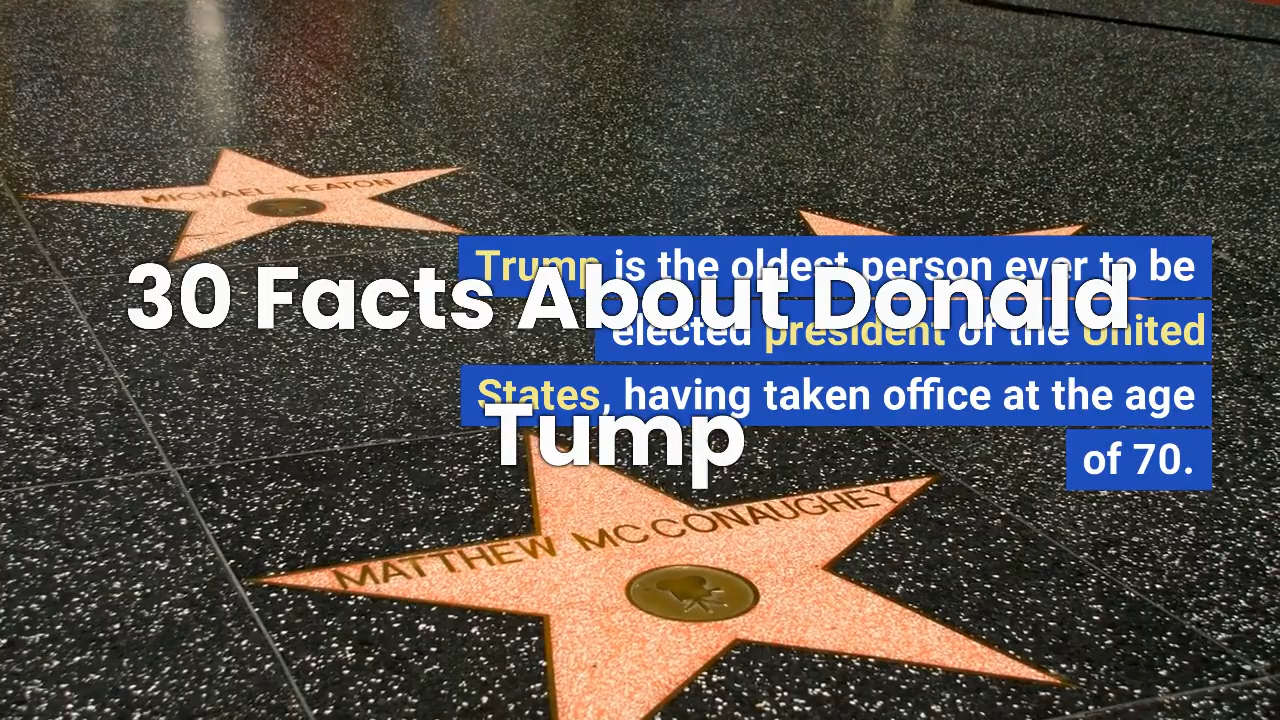 MICHAEL KEATON
Trump is the oldest person ever to be
elected president of the United
States, having taken office at the age
of 70.
30 Facts About Donald
Tump
MATTHEW MCCONAUGHEY